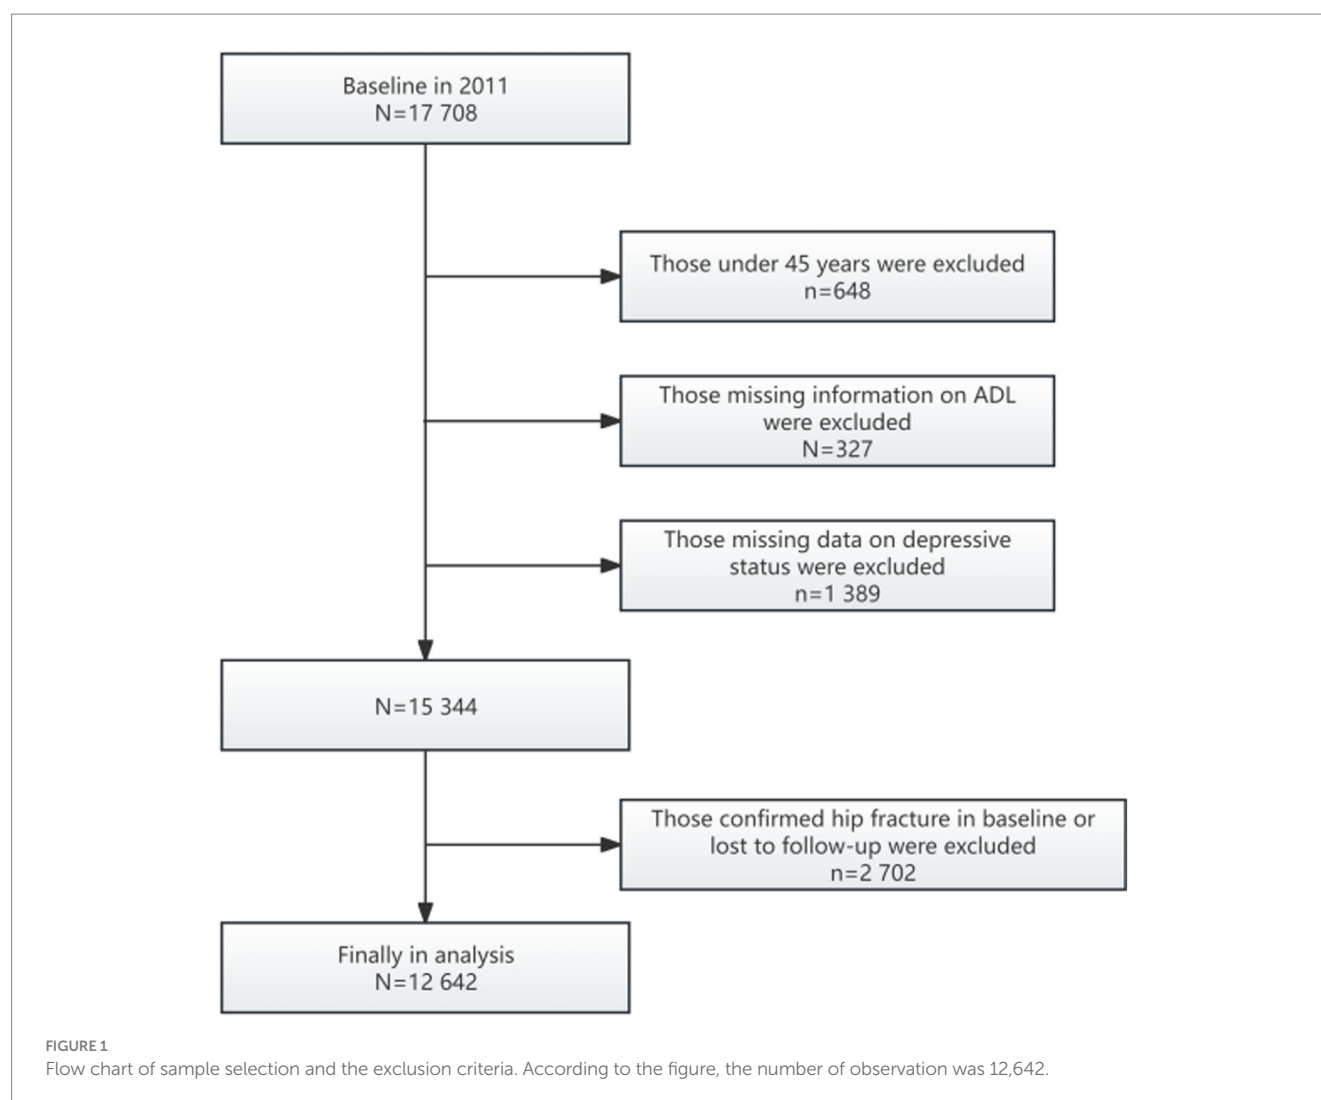 Baseline in 2011
N=17 708
Those under 45 years were excluded
n=648
Those missing information on ADL
were excluded
N=327
Those missing data on depressive
status were excluded
n=1 389
N=15 344
Those confirmed hip fracture in baseline or
lost to follow-up were excluded
n=2 702
Finally in analysis
N=12 642
FIGURE 1
Flow chart of sample selection and the exclusion criteria. According to the figure, the number of observation was 12,642.